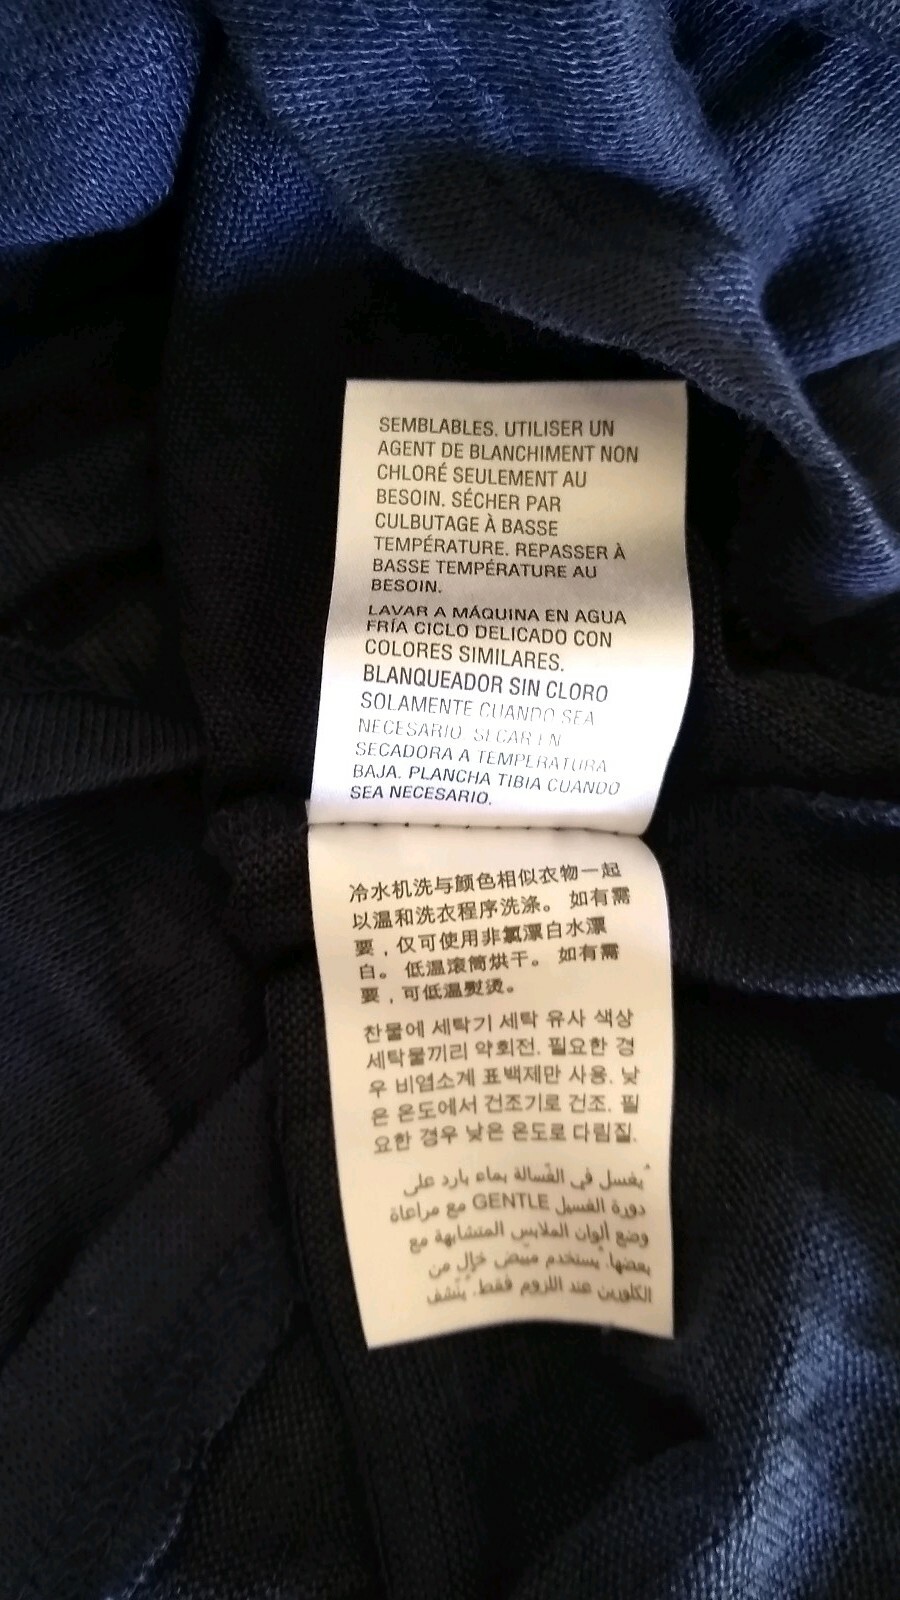 SEMBLABLES. UTILISER UN
AGENT DE BLANCHIMENT NON
CHLORÉ SEULEMENT AU
BESOIN. SÉCHER PAR
CULBUTAGE À BASSE
TEMPÉRATURE. REPASSER À
BASSE TEMPÉRATURE AU
BESOIN.
LAVAR A MÁQUINA EN AGUA
FRÍA CICLO DELICADO CON
COLORES SIMILARES.
BLANQUEADOR SIN CLORO
SOLAMENTE CUANDO SEA
NECESARIO. SECAR EN
SECADORA A TEMPERATURA
BAJA. PLANCHA TIBIA CUANDO
SEA NECESARIO.
冷水机洗与颜色相似衣物一起
以温和洗衣程序洗涤。 如有需
要，仅可使用非氯漂白水漂
白。 低温滚筒烘干。 如有需
要，可低温熨烫。
찬물에 세탁기 세탁 유사 색상
세탁물끼리 약회전. 필요한 경
우 비염소계 표백제만 사용. 낮
은 온도에서 건조기로 건조. 필
요한 경우 낮은 온도로 다림질.
يُغسل في الغسّالة بماء بارد على
دورة الغسيل GENTLE مع مراعاة
وضع ألوان الملابس المتشابهة مع
بعضها. يُستخدم مبيّض خالٍ من
الكلورين عند اللزوم فقط. يُنشّف